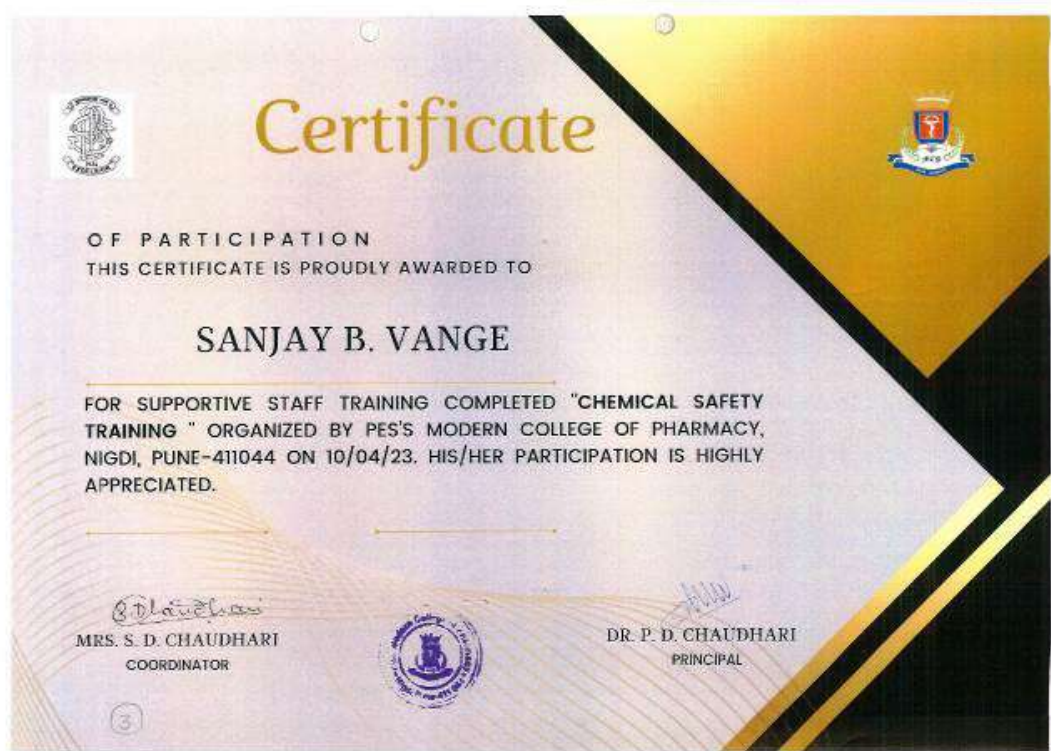 Certificate
OF PARTICIPATION
THIS CERTIFICATE IS PROUDLY AWARDED TO
SANJAY B. VANGE
FOR SUPPORTIVE STAFF TRAINING COMPLETED "CHEMICAL SAFETY
TRAINING " ORGANIZED BY PES'S MODERN COLLEGE OF PHARMACY,
NIGDI, PUNE-411044 ON 10/04/23. HIS/HER PARTICIPATION IS HIGHLY
APPRECIATED.
MRS. S. D. CHAUDHARI
COORDINATOR
DR. P. D. CHAUDHARI
PRINCIPAL
3